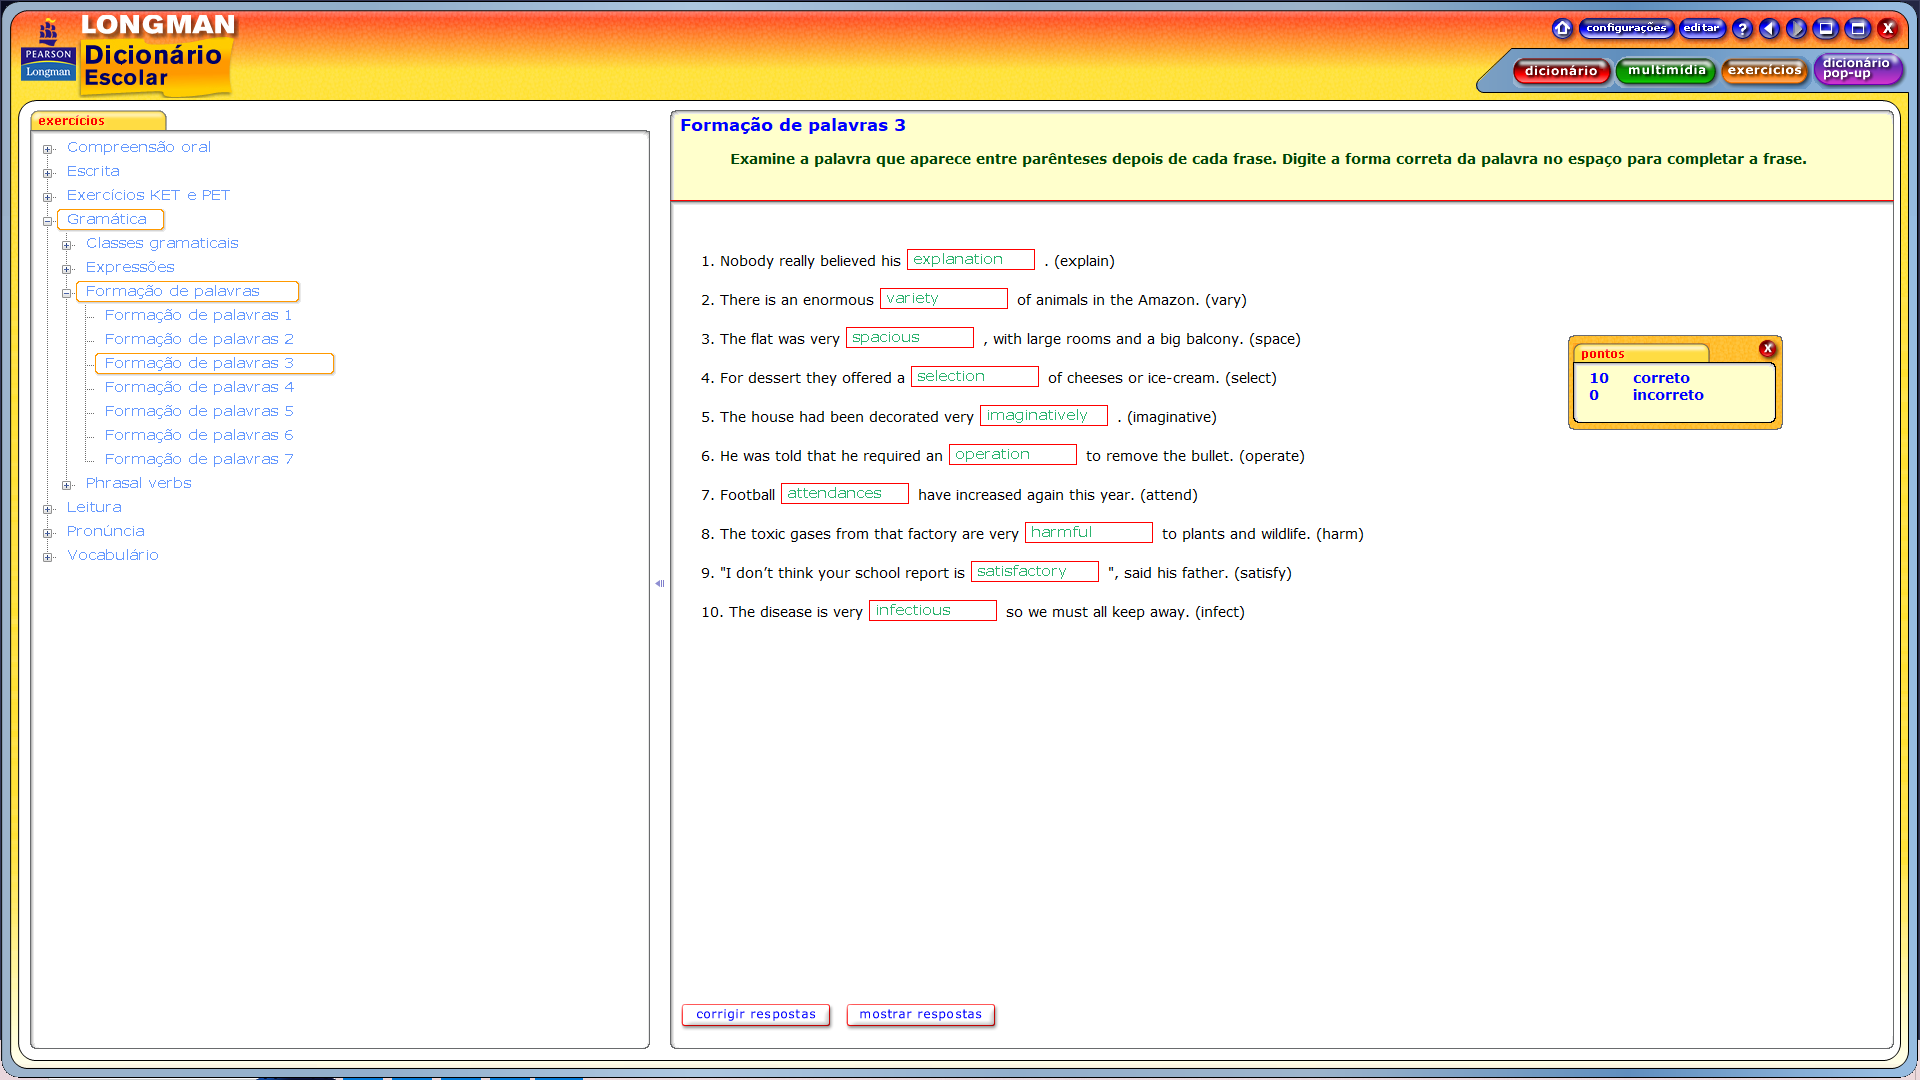 LONGMAN
Dicionário
Escolar
PEARSON
Longman
configurações
editar
?
X
dicionário
multimídia
exercícios
dicionário
pop-up
exercícios
Compreensão oral
Escrita
Exercícios KET e PET
Gramática
Classes gramaticais
Expressões
Formação de palavras
Formação de palavras 1
Formação de palavras 2
Formação de palavras 3
Formação de palavras 4
Formação de palavras 5
Formação de palavras 6
Formação de palavras 7
Phrasal verbs
Leitura
Pronúncia
Vocabulário
Formação de palavras 3
Examine a palavra que aparece entre parênteses depois de cada frase. Digite a forma correta da palavra no espaço para completar a frase.
1. Nobody really believed his explanation . (explain)
2. There is an enormous variety of animals in the Amazon. (vary)
3. The flat was very spacious , with large rooms and a big balcony. (space)
4. For dessert they offered a selection of cheeses or ice-cream. (select)
5. The house had been decorated very imaginatively . (imaginative)
6. He was told that he required an operation to remove the bullet. (operate)
7. Football attendances have increased again this year. (attend)
8. The toxic gases from that factory are very harmful to plants and wildlife. (harm)
9. "I don’t think your school report is satisfactory ", said his father. (satisfy)
10. The disease is very infectious so we must all keep away. (infect)
pontos
X
10 correto
0 incorreto
corrigir respostas
mostrar respostas